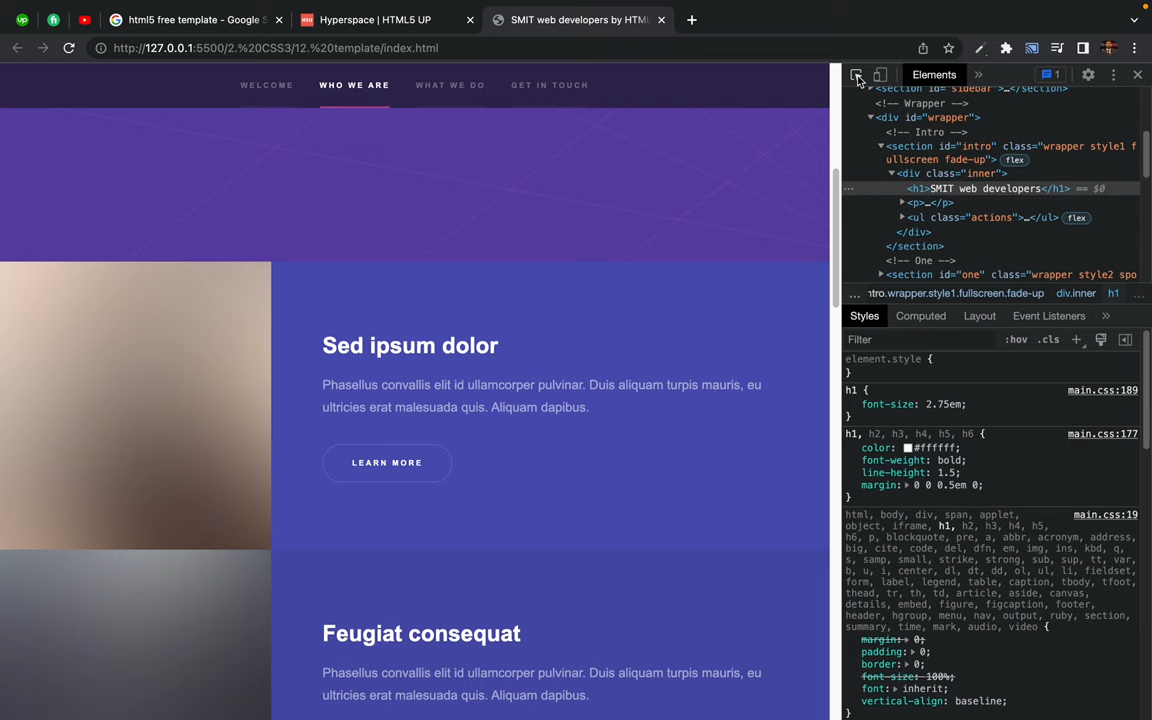 up
fi
html5 free template - Google S
H5U
Hyperspace | HTML5 UP
SMIT web developers by HTML
http://127.0.0.1:5500/2.%20CSS3/12.%20template/index.html
WELCOME
WHO WE ARE
WHAT WE DO
GET IN TOUCH
Sed ipsum dolor
Phasellus convallis elit id ullamcorper pulvinar. Duis aliquam turpis mauris, eu
ultricies erat malesuada quis. Aliquam dapibus.
LEARN MORE
Feugiat consequat
Phasellus convallis elit id ullamcorper pulvinar. Duis aliquam turpis mauris, eu
ultricies erat malesuada quis. Aliquam dapibus.
Elements
1
<section id="sidebar">…</section>
<!-- Wrapper -->
<div id="wrapper">
<!-- Intro -->
<section id="intro" class="wrapper style1 f
ullscreen fade-up"> flex
<div class="inner">
<h1>SMIT web developers</h1> == $0
<p>…</p>
<ul class="actions">…</ul> flex
</div>
</section>
<!-- One -->
<section id="one" class="wrapper style2 spo
… ntro.wrapper.style1.fullscreen.fade-up div.inner h1 …
Styles Computed Layout Event Listeners
Filter :hov .cls
element.style {
}
h1 { main.css:189
font-size: 2.75em;
}
h1, h2, h3, h4, h5, h6 { main.css:177
color: #ffffff;
font-weight: bold;
line-height: 1.5;
margin: 0 0 0.5em 0;
}
html, body, div, span, applet, main.css:19
object, iframe, h1, h2, h3, h4, h5,
h6, p, blockquote, pre, a, abbr, acronym, address,
big, cite, code, del, dfn, em, img, ins, kbd, q,
s, samp, small, strike, strong, sub, sup, tt, var,
b, u, i, center, dl, dt, dd, ol, ul, li, fieldset,
form, label, legend, table, caption, tbody, tfoot,
thead, tr, th, td, article, aside, canvas,
details, embed, figure, figcaption, footer,
header, hgroup, menu, nav, output, ruby, section,
summary, time, mark, audio, video {
margin: 0;
padding: 0;
border: 0;
font-size: 100%;
font: inherit;
vertical-align: baseline;
}